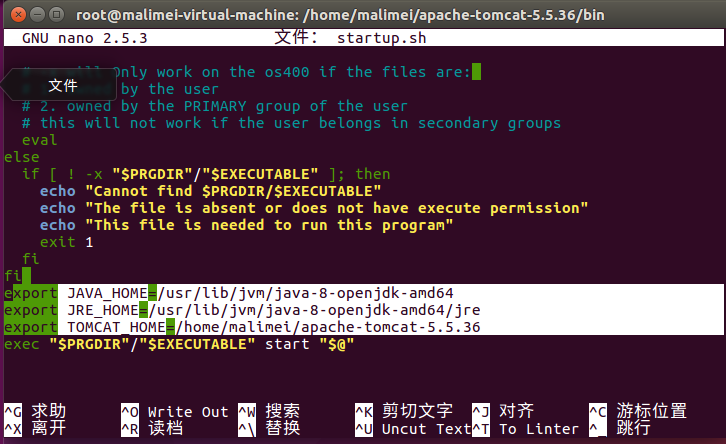 root@malimei-virtual-machine: /home/malimei/apache-tomcat-5.5.36/bin
GNU nano 2.5.3 文件： startup.sh
will Only work on the os400 if the files are:
文件
by the user
# 2. owned by the PRIMARY group of the user
# this will not work if the user belongs in secondary groups
eval
else
if [ ! -x "$PRGDIR"/"$EXECUTABLE" ]; then
echo "Cannot find $PRGDIR/$EXECUTABLE"
echo "The file is absent or does not have execute permission"
echo "This file is needed to run this program"
exit 1
fi
fi
export JAVA_HOME=/usr/lib/jvm/java-8-openjdk-amd64
export JRE_HOME=/usr/lib/jvm/java-8-openjdk-amd64/jre
export TOMCAT_HOME=/home/malimei/apache-tomcat-5.5.36
exec "$PRGDIR"/"$EXECUTABLE" start "$@"
^G 求助 ^O Write Out ^W 搜索 ^K 剪切文字 ^J 对齐 ^C 游标位置
^X 离开 ^R 读档 ^\ 替换 ^U Uncut Text ^T To Linter ^_ 跳行